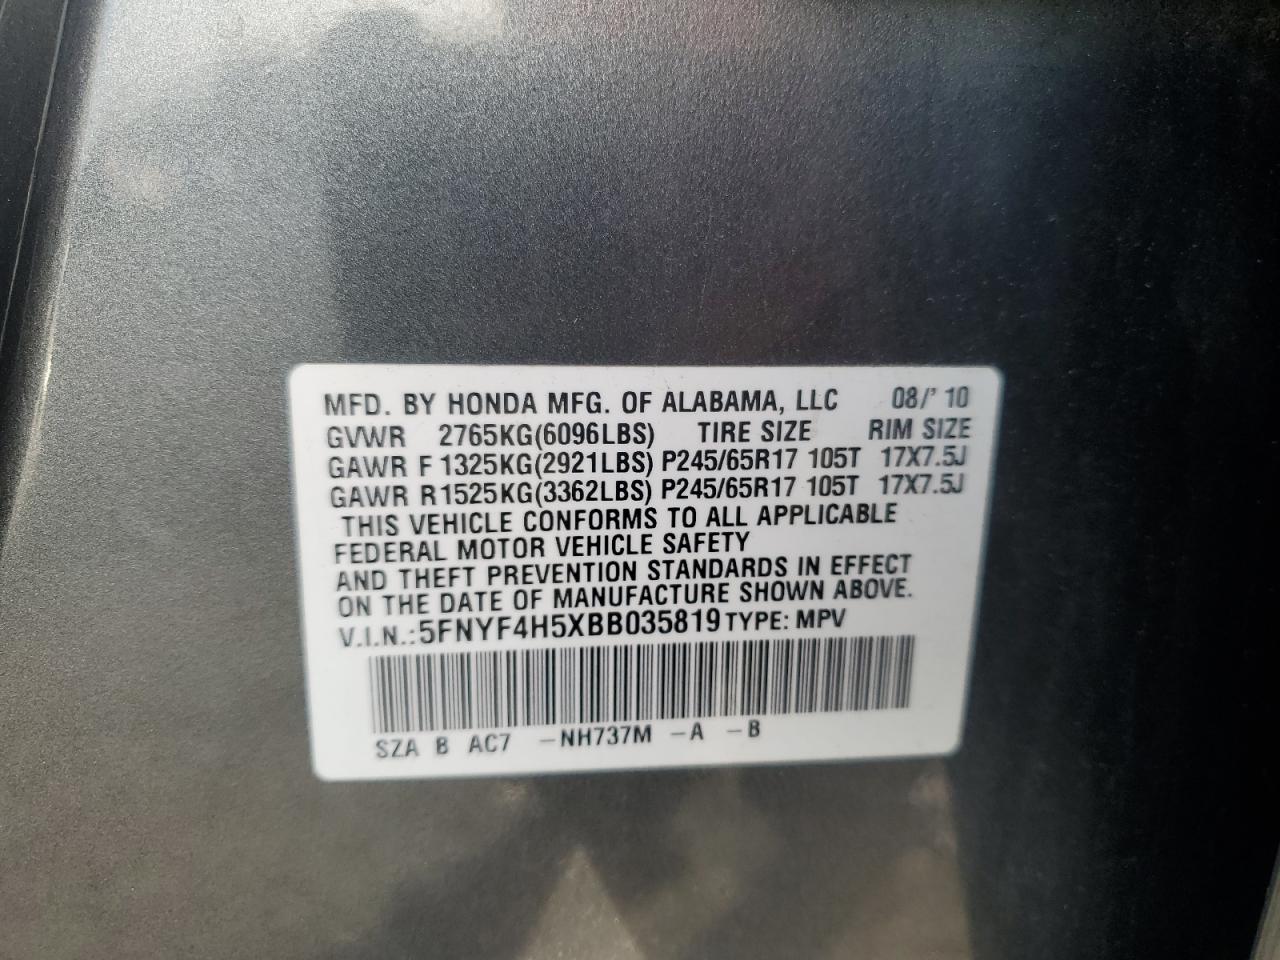 MFD. BY HONDA MFG. OF ALABAMA, LLC 08/'10
GVWR 2765KG(6096LBS) TIRE SIZE RIM SIZE
GAWR F 1325KG(2921LBS) P245/65R17 105T 17X7.5J
GAWR R1525KG(3362LBS) P245/65R17 105T 17X7.5J
THIS VEHICLE CONFORMS TO ALL APPLICABLE
FEDERAL MOTOR VEHICLE SAFETY
AND THEFT PREVENTION STANDARDS IN EFFECT
ON THE DATE OF MANUFACTURE SHOWN ABOVE.
V.I.N.:5FNYF4H5XBB035819 TYPE: MPV
SZA B AC7 -NH737M -A -B